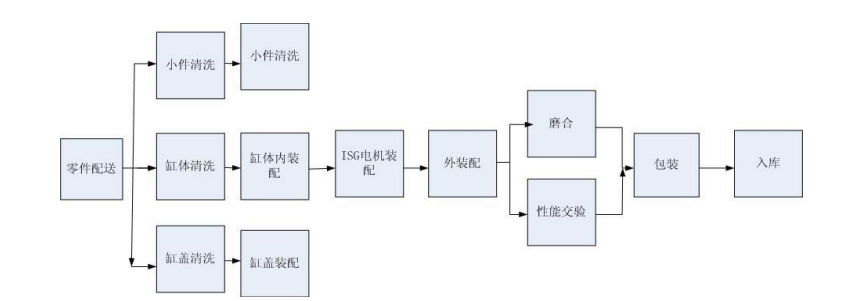 零件配送
小件清洗
小件清洗
缸体清洗
缸体内装
配
缸盖清洗
缸盖装配
ISG电机装
配
外装配
磨合
性能交验
包装
入库